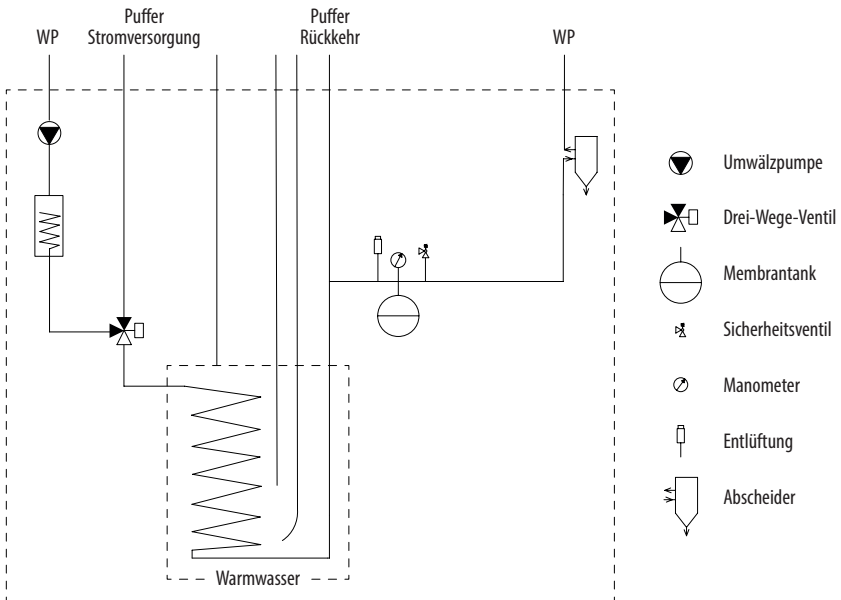 WP
Puffer
Stromversorgung
Puffer
Rückkehr
WP
Umwälzpumpe
Drei-Wege-Ventil
Membrantank
Sicherheitsventil
Manometer
Entlüftung
Abscheider
Warmwasser